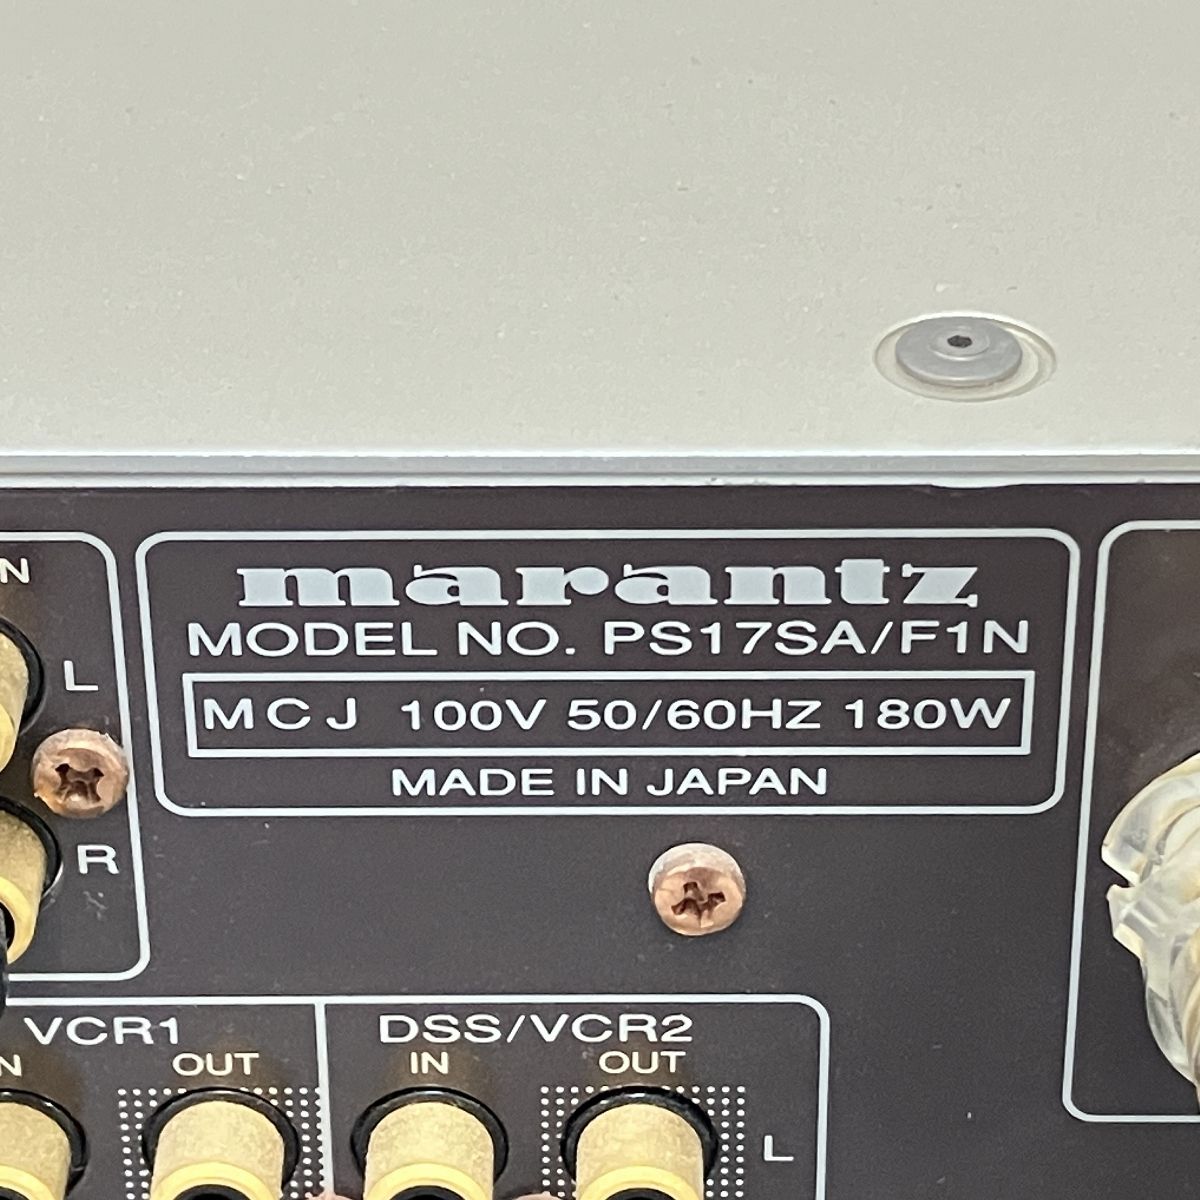 marantz
MODEL NO. PS17SA/F1N
MCJ 100V 50/60HZ 180W
MADE IN JAPAN
L
R
VCR1
OUT
DSS/VCR2
IN
OUT
L